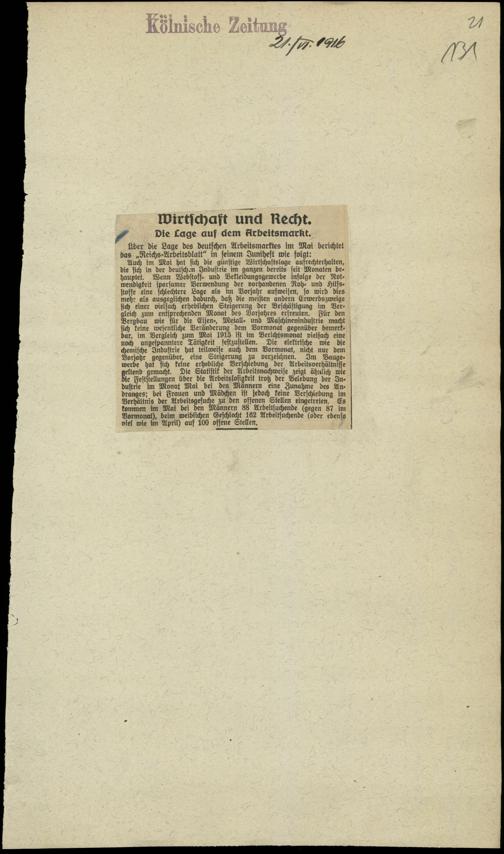 Kölnische Zeitung
21
21./VI. 1916
131
Wirtschaft und Recht.
Die Lage auf dem Arbeitsmarkt.
Über die Lage des deutschen Arbeitsmarktes im Mai berichtet
das „Reichs-Arbeitsblatt" in seinem Juniheft wie folgt:
Auch im Mai hat sich die günstige Wirtschaftslage aufrechterhalten,
die sich in der deutschen Industrie im ganzen bereits seit Monaten be-
hauptet. Wenn Webstoff- und Bekleidungsgewerbe infolge der Not-
wendigkeit sparsamer Verwendung der vorhandenen Roh- und Hilfs-
stoffe eine schlechtere Lage als im Vorjahr aufweisen, so wird dies
mehr als ausgeglichen dadurch, daß die meisten andern Erwerbszweige
sich einer vielfach erheblichen Steigerung der Beschäftigung im Ver-
gleich zum entsprechenden Monat des Vorjahres erfreuten. Für den
Bergbau wie für die Eisen-, Metall- und Maschinenindustrie macht
sich keine wesentliche Veränderung dem Vormonat gegenüber bemerk-
bar, im Vergleich zum Mai 1915 ist im Berichtsmonat vielfach eine
noch angespanntere Tätigkeit festzustellen. Die elektrische wie die
chemische Industrie hat teilweise auch dem Vormonat, nicht nur dem
Vorjahr gegenüber, eine Steigerung zu verzeichnen. Im Bauge-
werbe hat sich keine erhebliche Verschiebung der Arbeitsverhältnisse
geltend gemacht. Die Statistik der Arbeitsnachweise zeigt ähnlich wie
die Feststellungen über die Arbeitslosigkeit trotz der Belebung der In-
dustrie im Monat Mai bei den Männern eine Zunahme des An-
dranges; bei Frauen und Mädchen ist jedoch keine Verschiebung im
Verhältnis der Arbeitsgesuche zu den offenen Stellen eingetreten. Es
kommen im Mai bei den Männern 88 Arbeitsuchende (gegen 87 im
Vormonat), beim weiblichen Geschlecht 162 Arbeitsuchende (oder ebenso
viel wie im April) auf 100 offene Stellen.